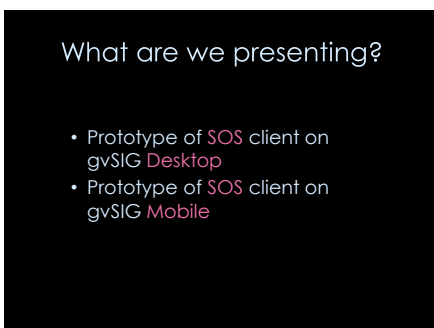 What are we presenting?
• Prototype of SOS client on
gvSIG Desktop
• Prototype of SOS client on
gvSIG Mobile